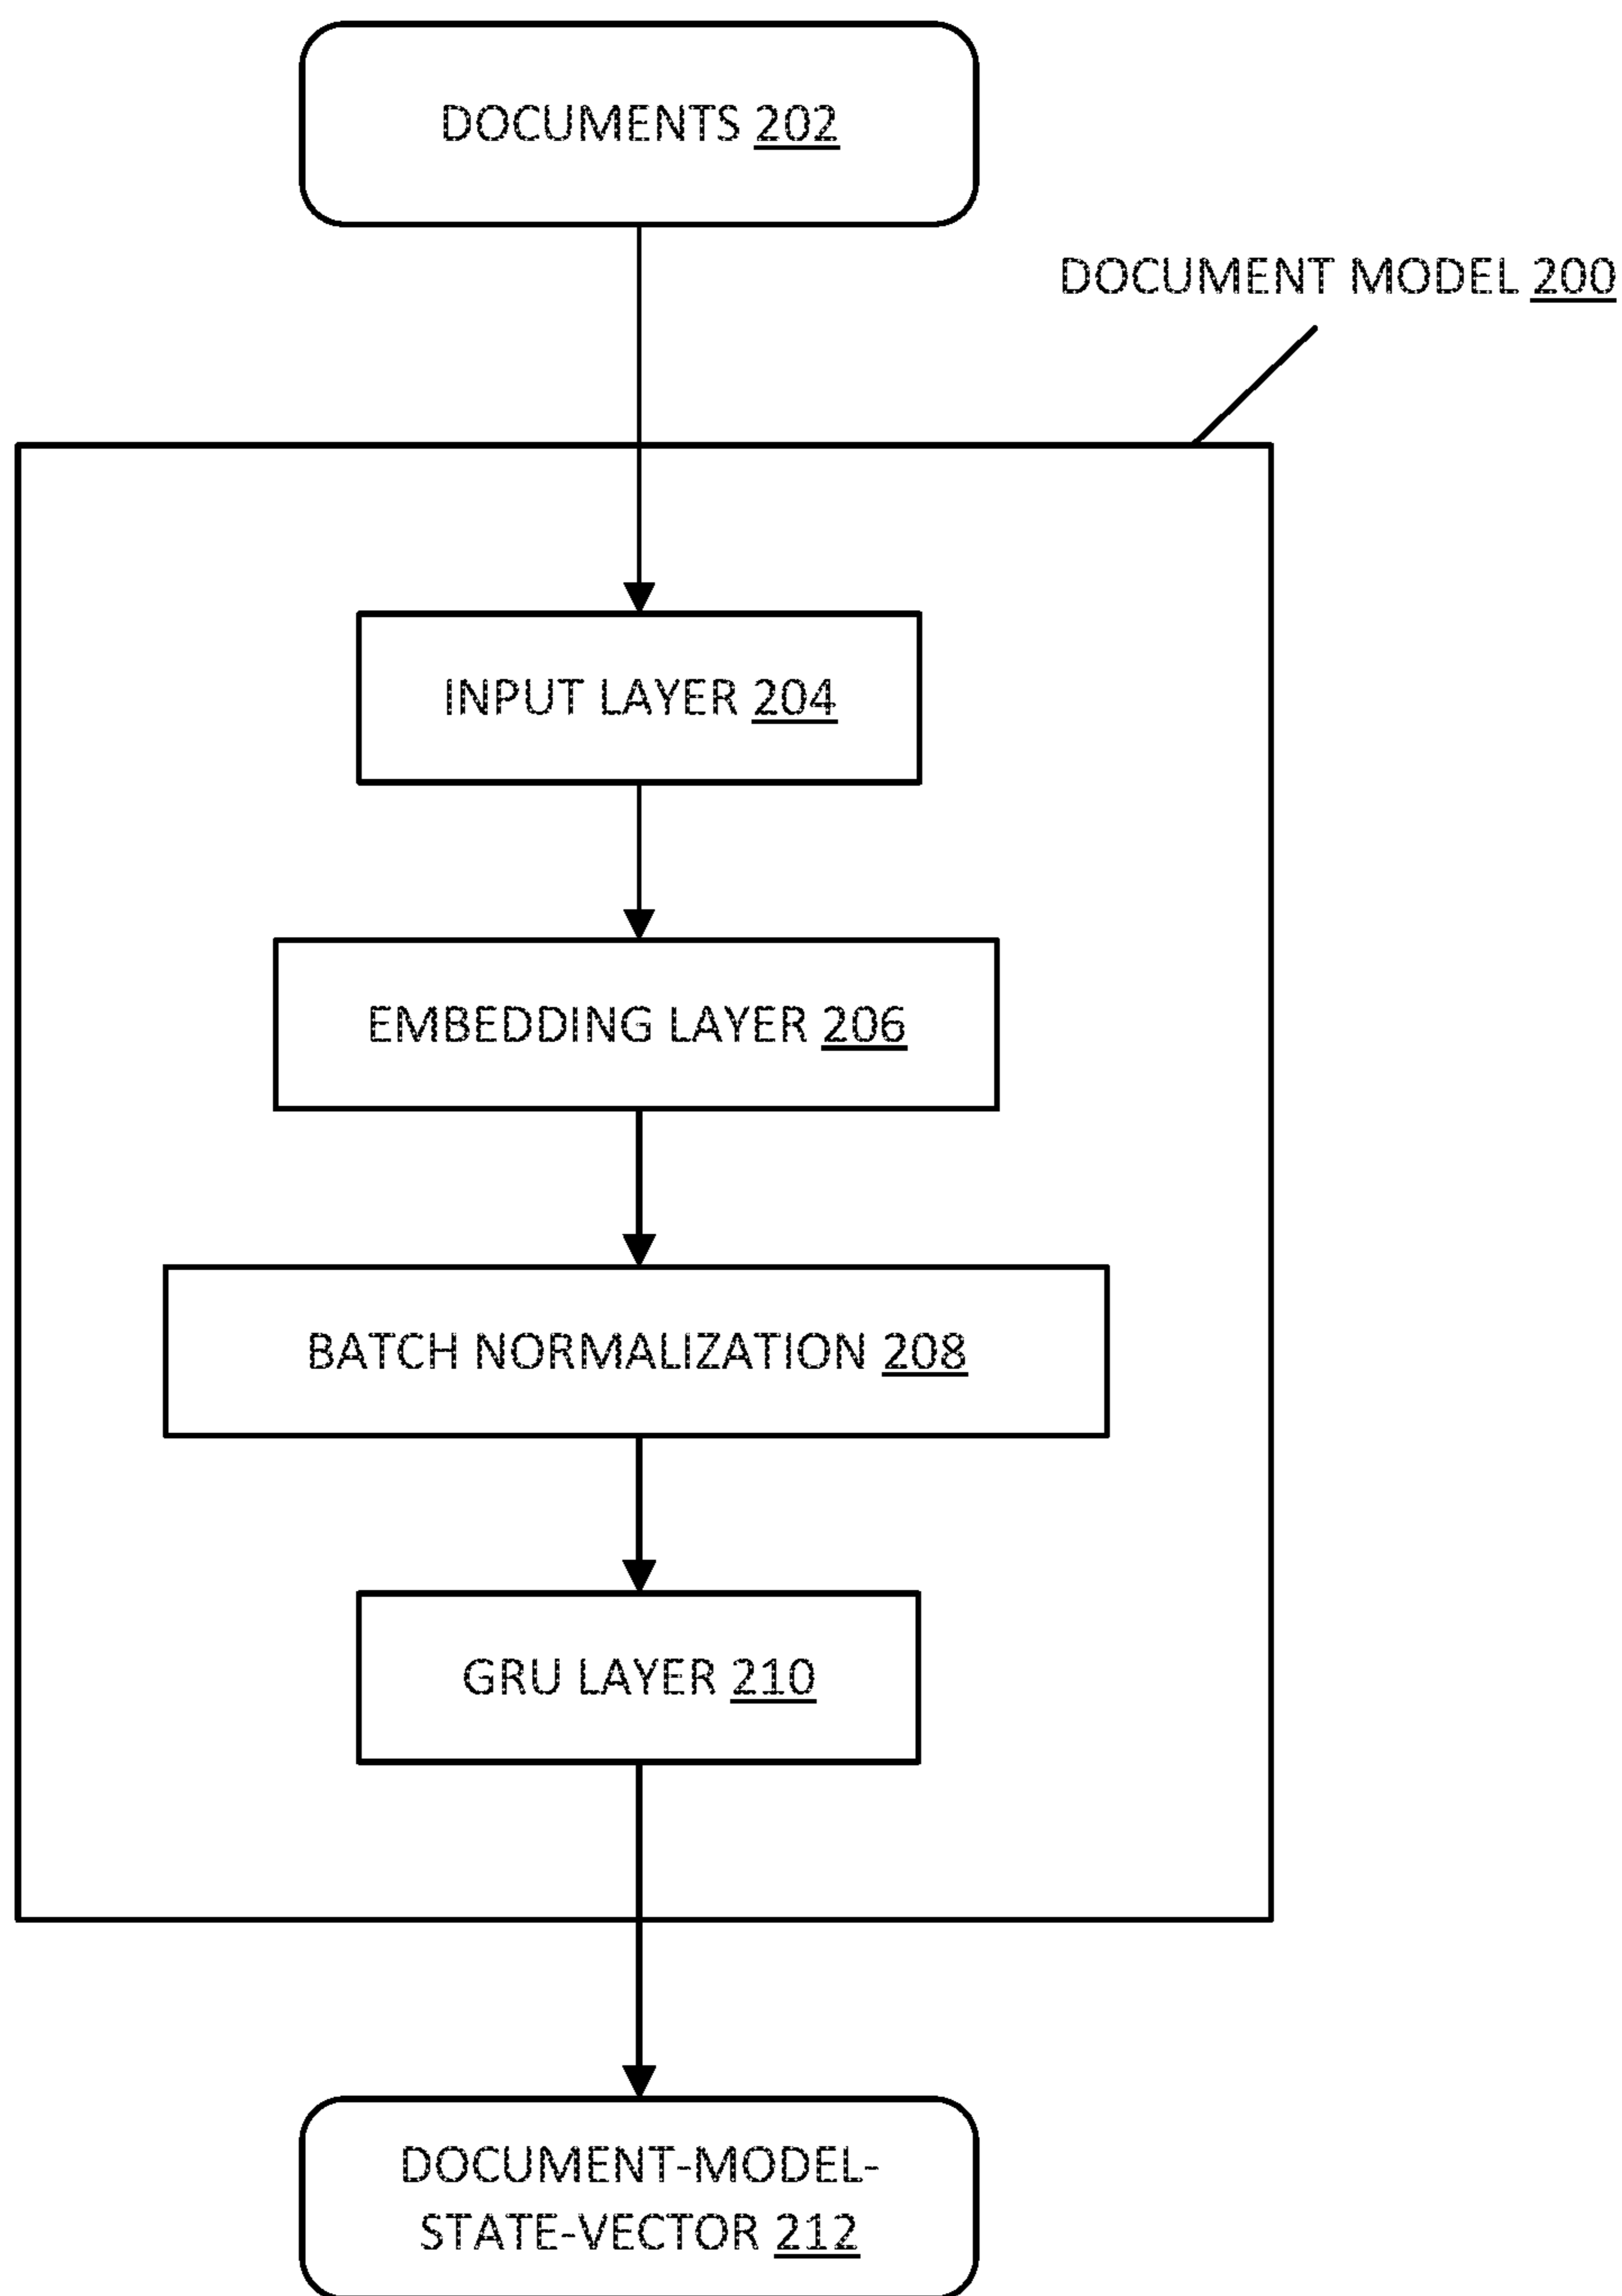 DOCUMENTS 202
DOCUMENT MODEL 200
INPUT LAYER 204
EMBEDDING LAYER 206
BATCH NORMALIZATION 208
GRU LAYER 210
DOCUMENT-MODEL-
STATE-VECTOR 212